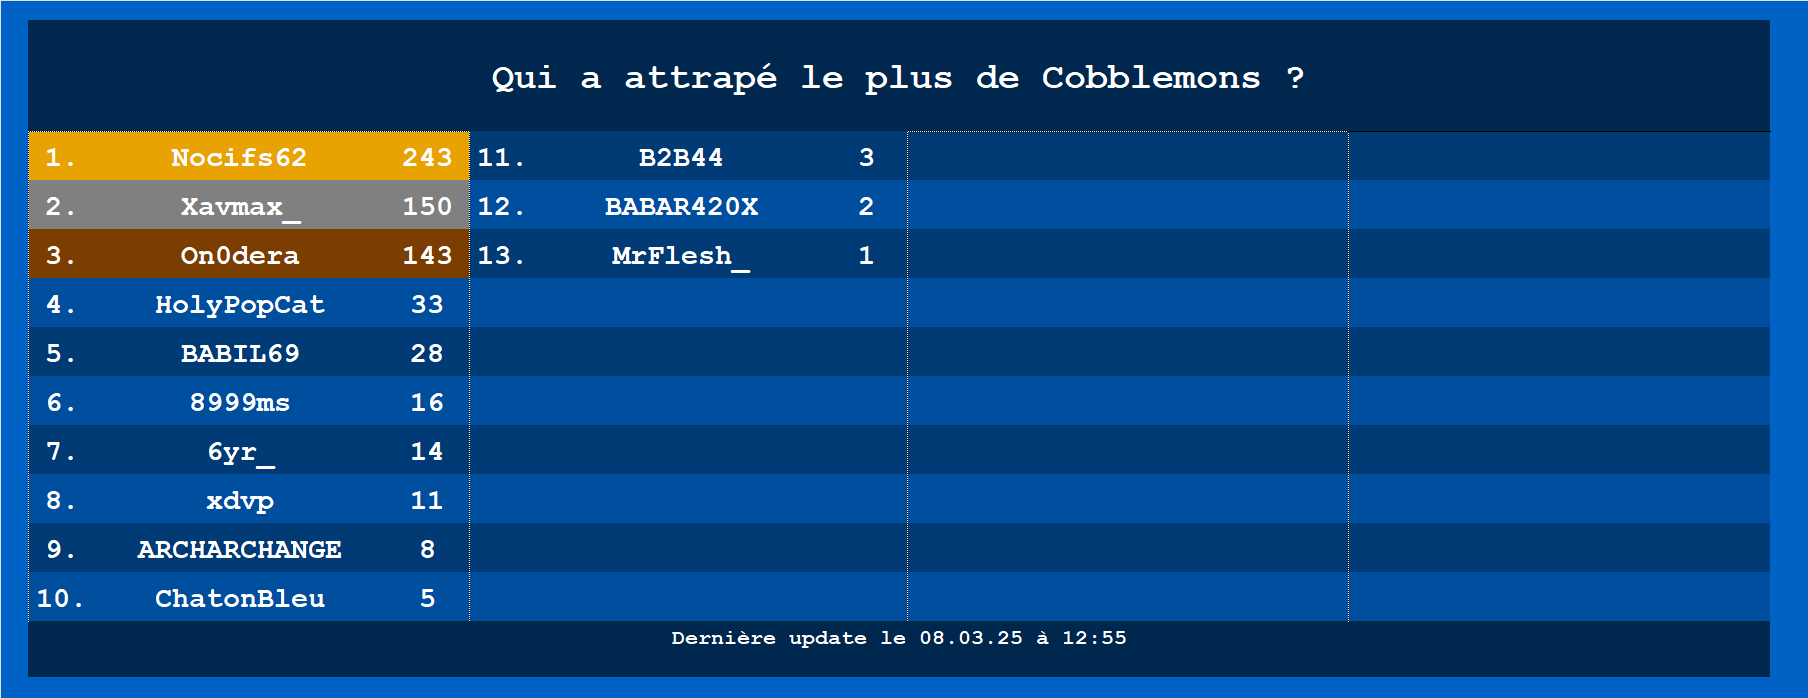 Qui a attrapé le plus de Cobblemons ?
1. Nocifs62 243
2. Xavmax_ 150
3. On0dera 143
4. HolyPopCat 33
5. BABIL69 28
6. 8999ms 16
7. 6yr_ 14
8. xdvp 11
9. ARCHARCHANGE 8
10. ChatonBleu 5
11. B2B44 3
12. BABAR420X 2
13. MrFlesh_ 1
Dernière update le 08.03.25 à 12:55